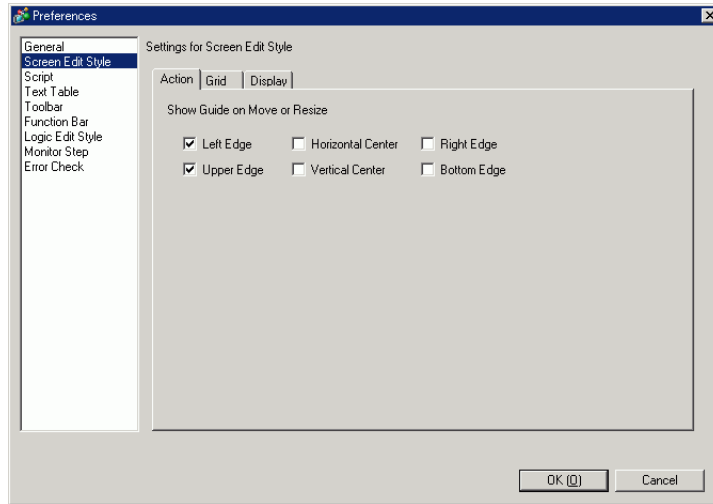 Preferences
General
Screen Edit Style
Script
Text Table
Toolbar
Function Bar
Logic Edit Style
Monitor Step
Error Check
Settings for Screen Edit Style
Action Grid Display
Show Guide on Move or Resize
Left Edge Horizontal Center Right Edge
Upper Edge Vertical Center Bottom Edge
OK (O) Cancel